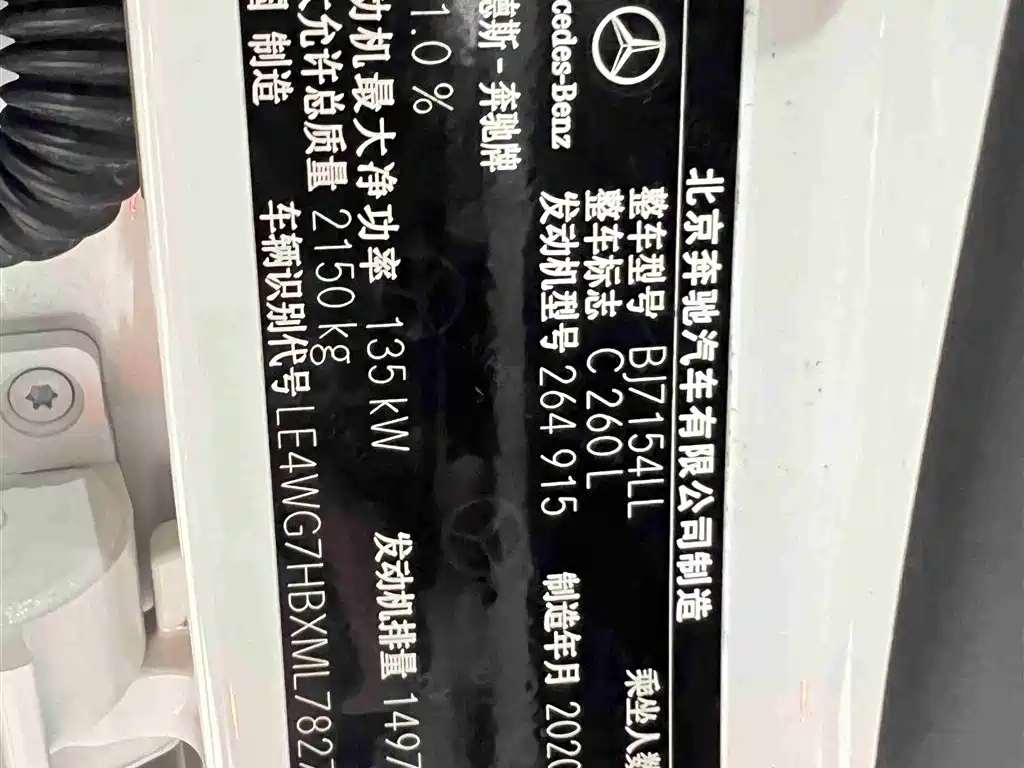 北京奔驰汽车有限公司制造
Mercedes-Benz
整车型号 BJ7154LL 乘坐人数
整车标志 C 260 L
发动机型号 264 915 制造年月 2020
德斯－奔驰牌
1.0 %
动机最大净功率 135 kW 发动机排量 1497
大允许总质量 2150 kg
国 制造 车辆识别代号 LE4WG7HBXML7827